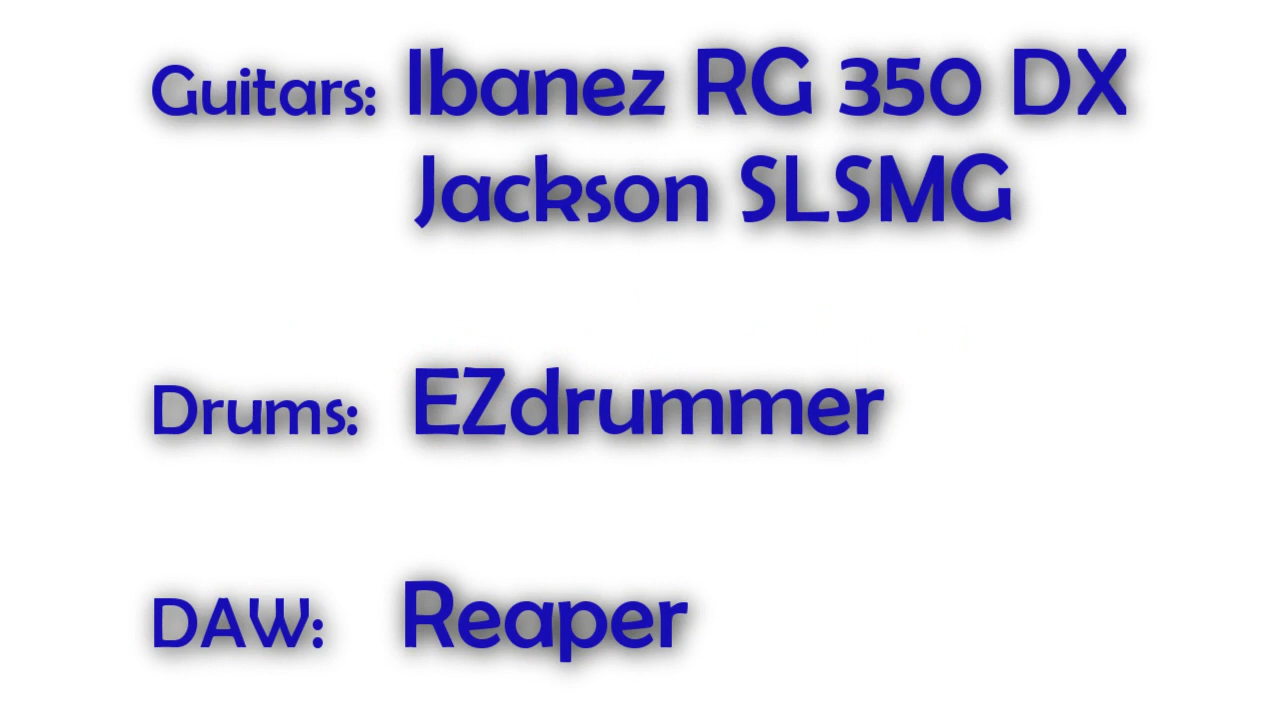 Guitars: Ibanez RG 350 DX
Jackson SLSMG
Drums: EZdrummer
DAW: Reaper